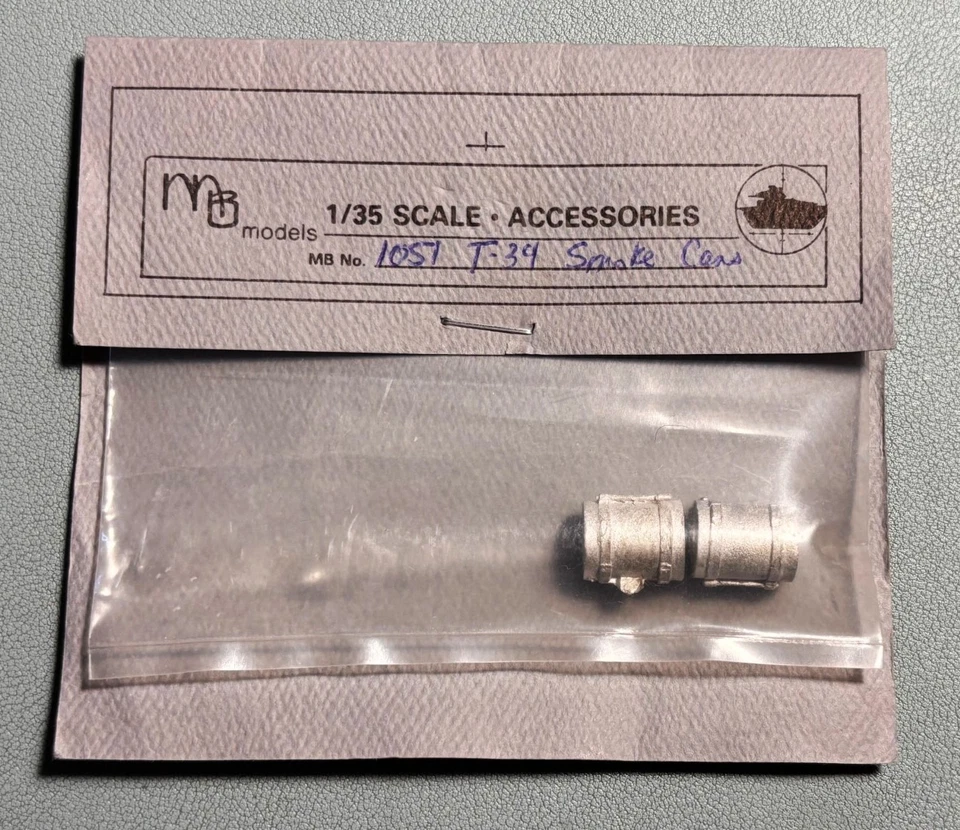 MB models
1/35 SCALE · ACCESSORIES
MB No. 1051 T-34 Smoke Cans